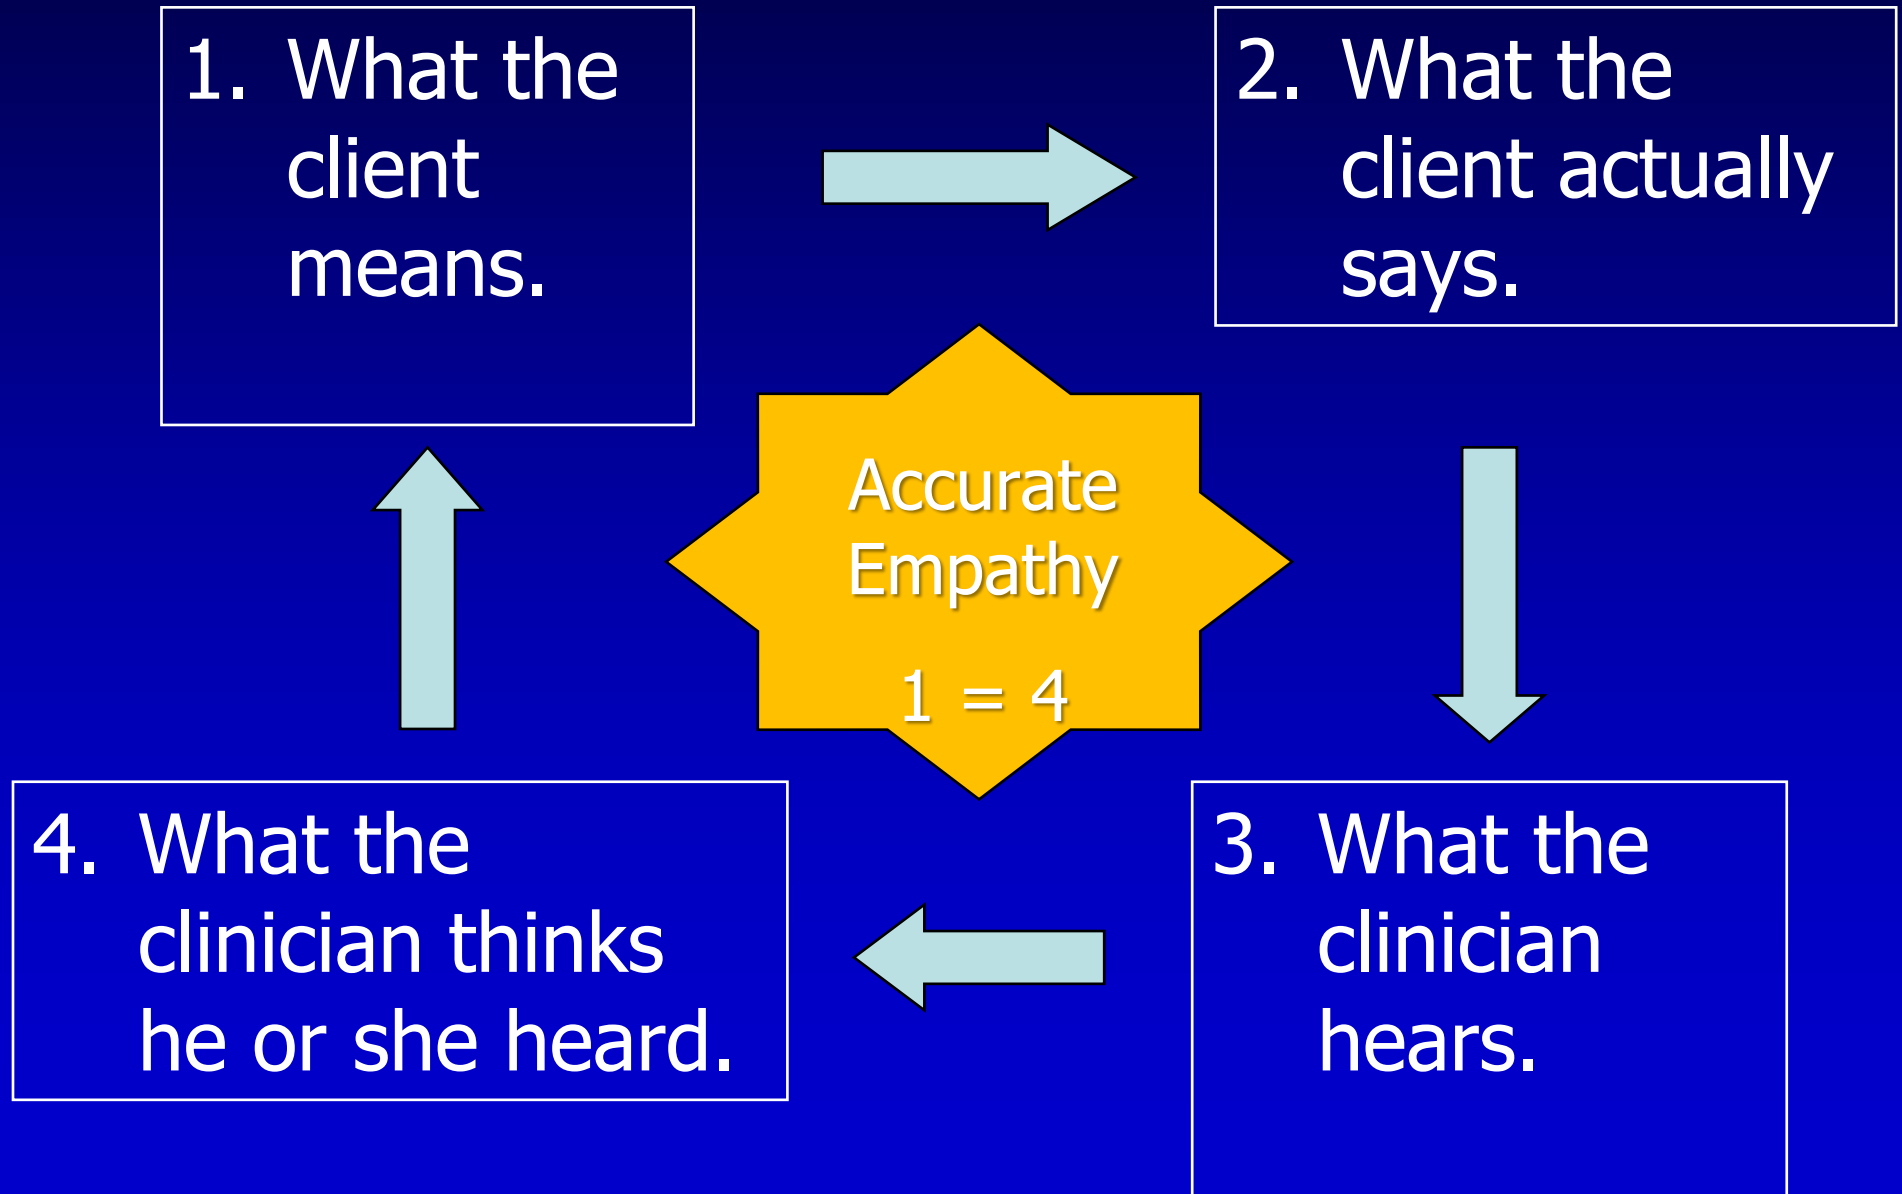 1. What the
client
means.
2. What the
client actually
says.
Accurate
Empathy
1 = 4
4. What the
clinician thinks
he or she heard.
3. What the
clinician
hears.